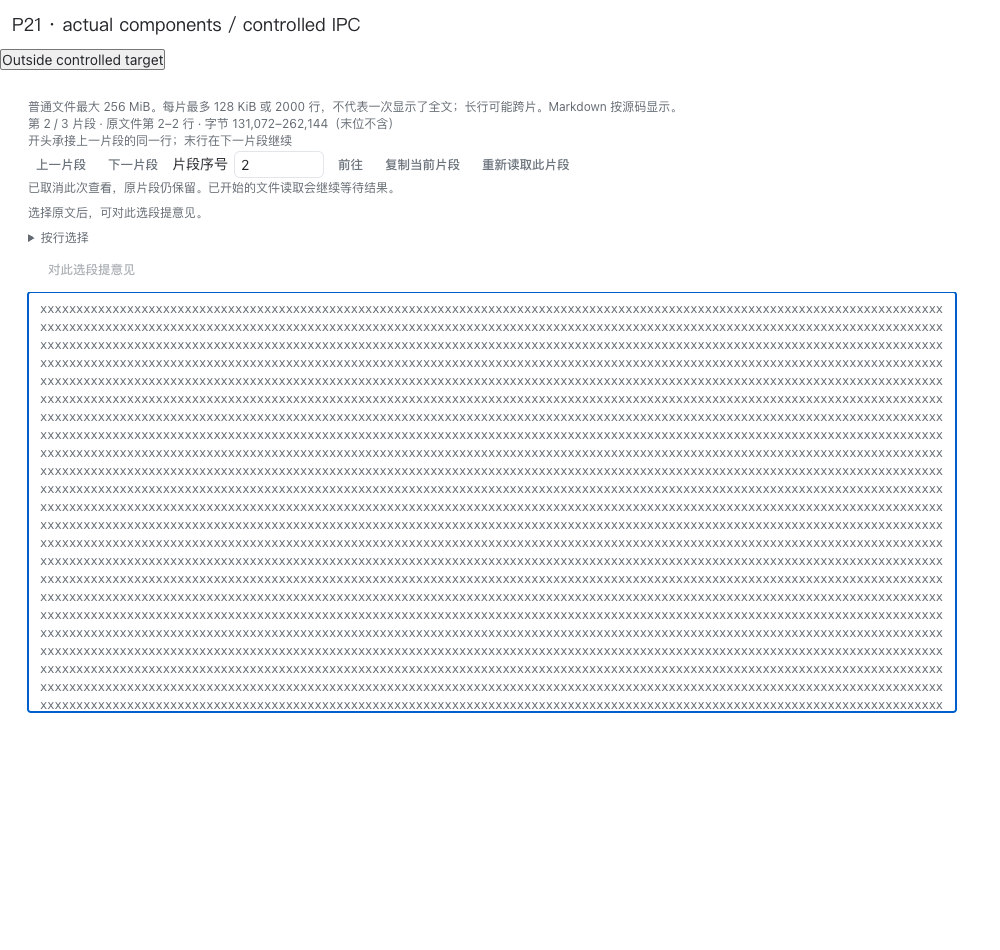 P21 · actual components / controlled IPC
Outside controlled target
普通文件最大 256 MiB。每片最多 128 KiB 或 2000 行，不代表一次显示了全文；长行可能跨片。Markdown 按源码显示。
第 2 / 3 片段 · 原文件第 2–2 行 · 字节 131,072–262,144（末位不含）
开头承接上一片段的同一行；末行在下一片段继续
上一片段 下一片段 片段序号 2 前往 复制当前片段 重新读取此片段
已取消此次查看，原片段仍保留。已开始的文件读取会继续等待结果。
选择原文后，可对此选段提意见。
▶ 按行选择
对此选段提意见